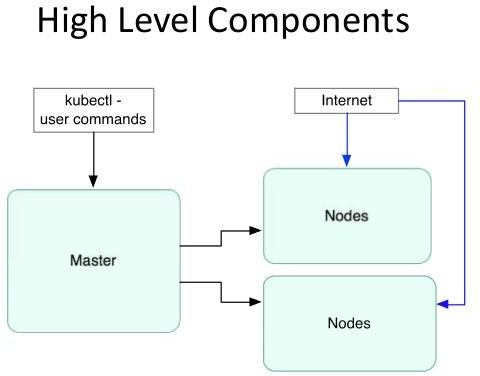 High Level Components
kubectl -
user commands
Internet
Nodes
Master
Nodes